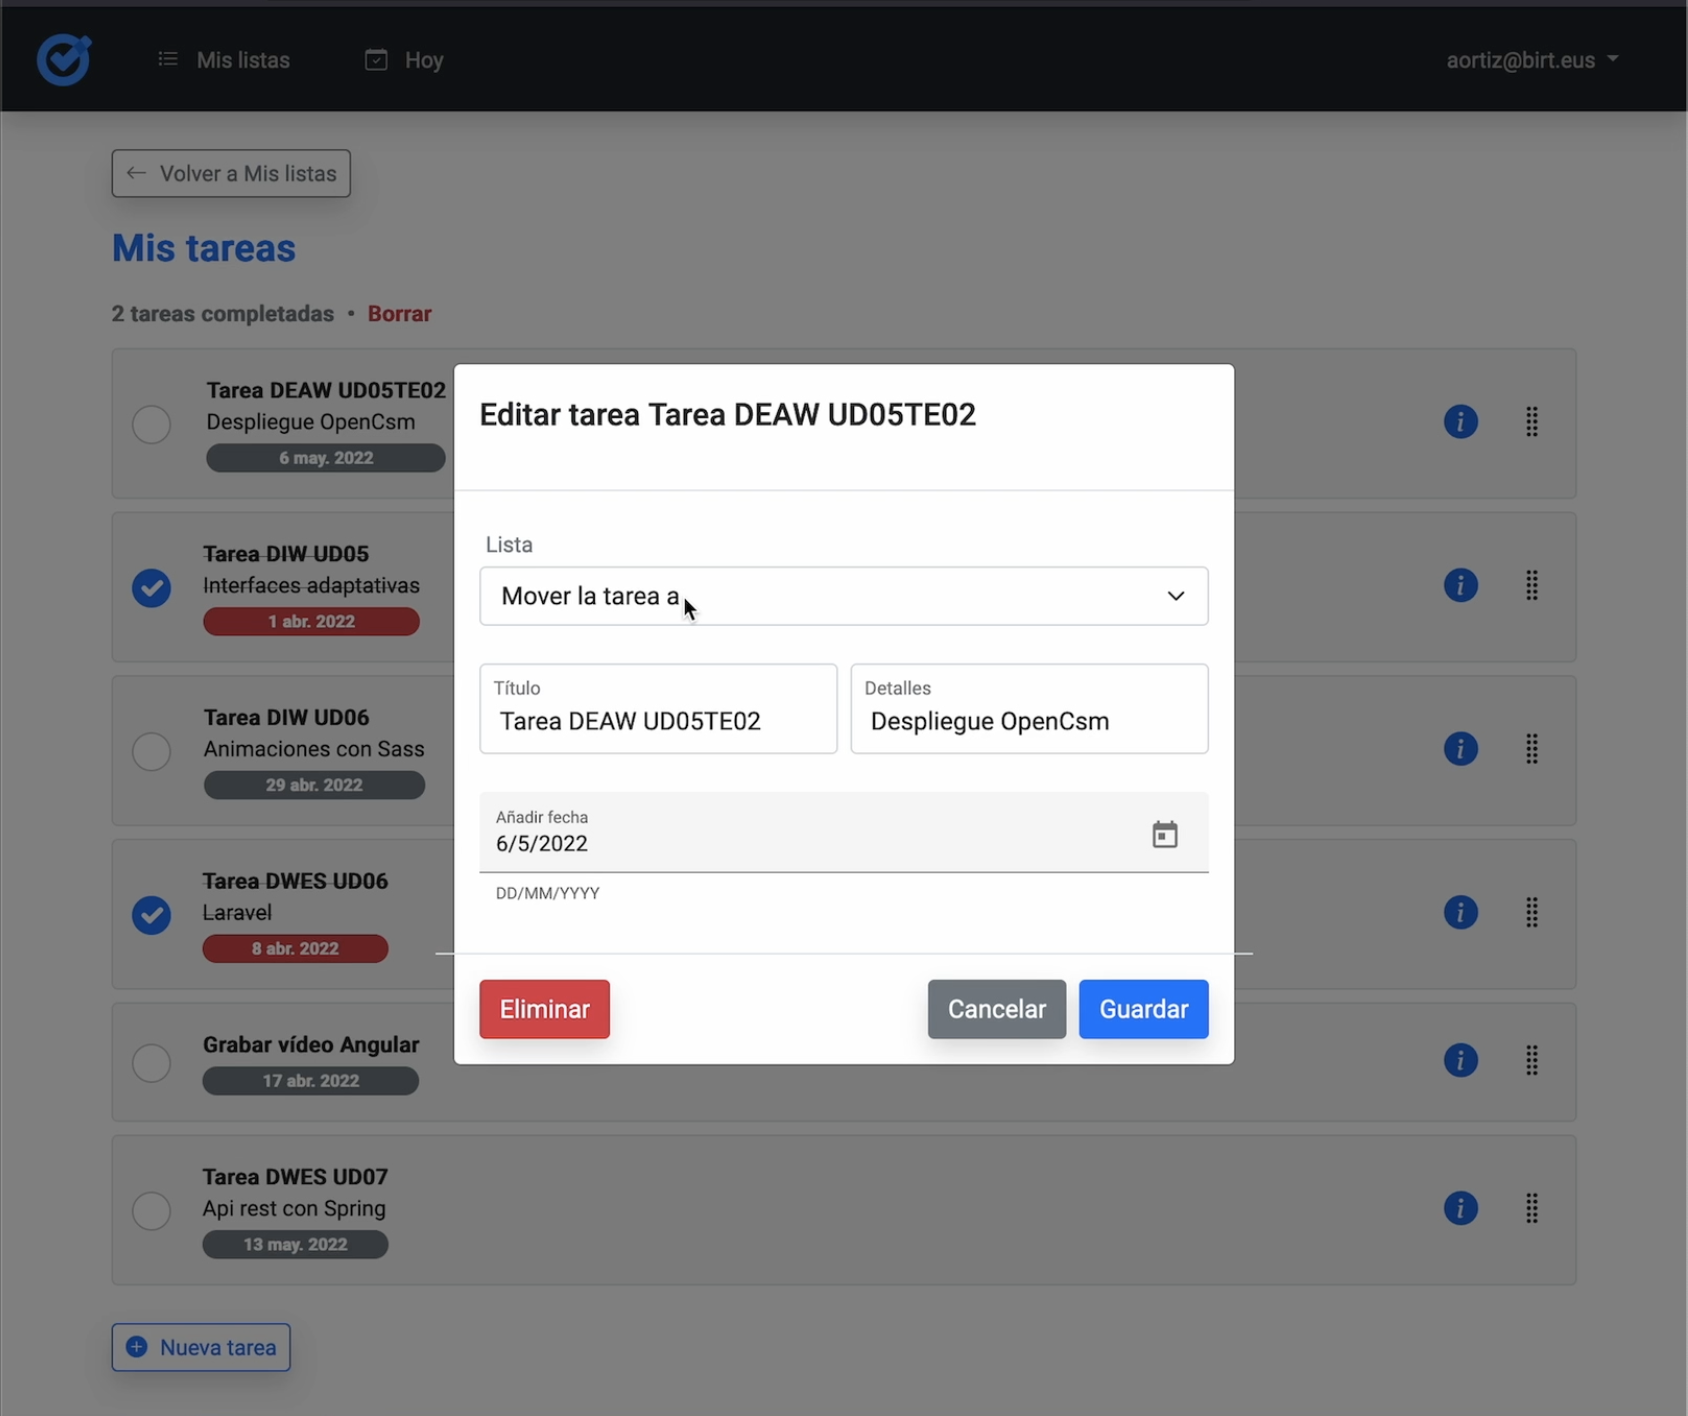 Mis listas
Hoy
aortiz@birt.eus
Volver a Mis listas
Mis tareas
2 tareas completadas • Borrar
Tarea DEAW UD05TE02
Despliegue OpenCsm
6 may. 2022
Tarea DIW UD05
Interfaces adaptativas
1 abr. 2022
Tarea DIW UD06
Animaciones con Sass
29 abr. 2022
Tarea DWES UD06
Laravel
8 abr. 2022
Grabar vídeo Angular
17 abr. 2022
Tarea DWES UD07
Api rest con Spring
13 may. 2022
Nueva tarea
Editar tarea Tarea DEAW UD05TE02
Lista
Mover la tarea a
Título
Tarea DEAW UD05TE02
Detalles
Despliegue OpenCsm
Añadir fecha
6/5/2022
DD/MM/YYYY
Eliminar
Cancelar
Guardar